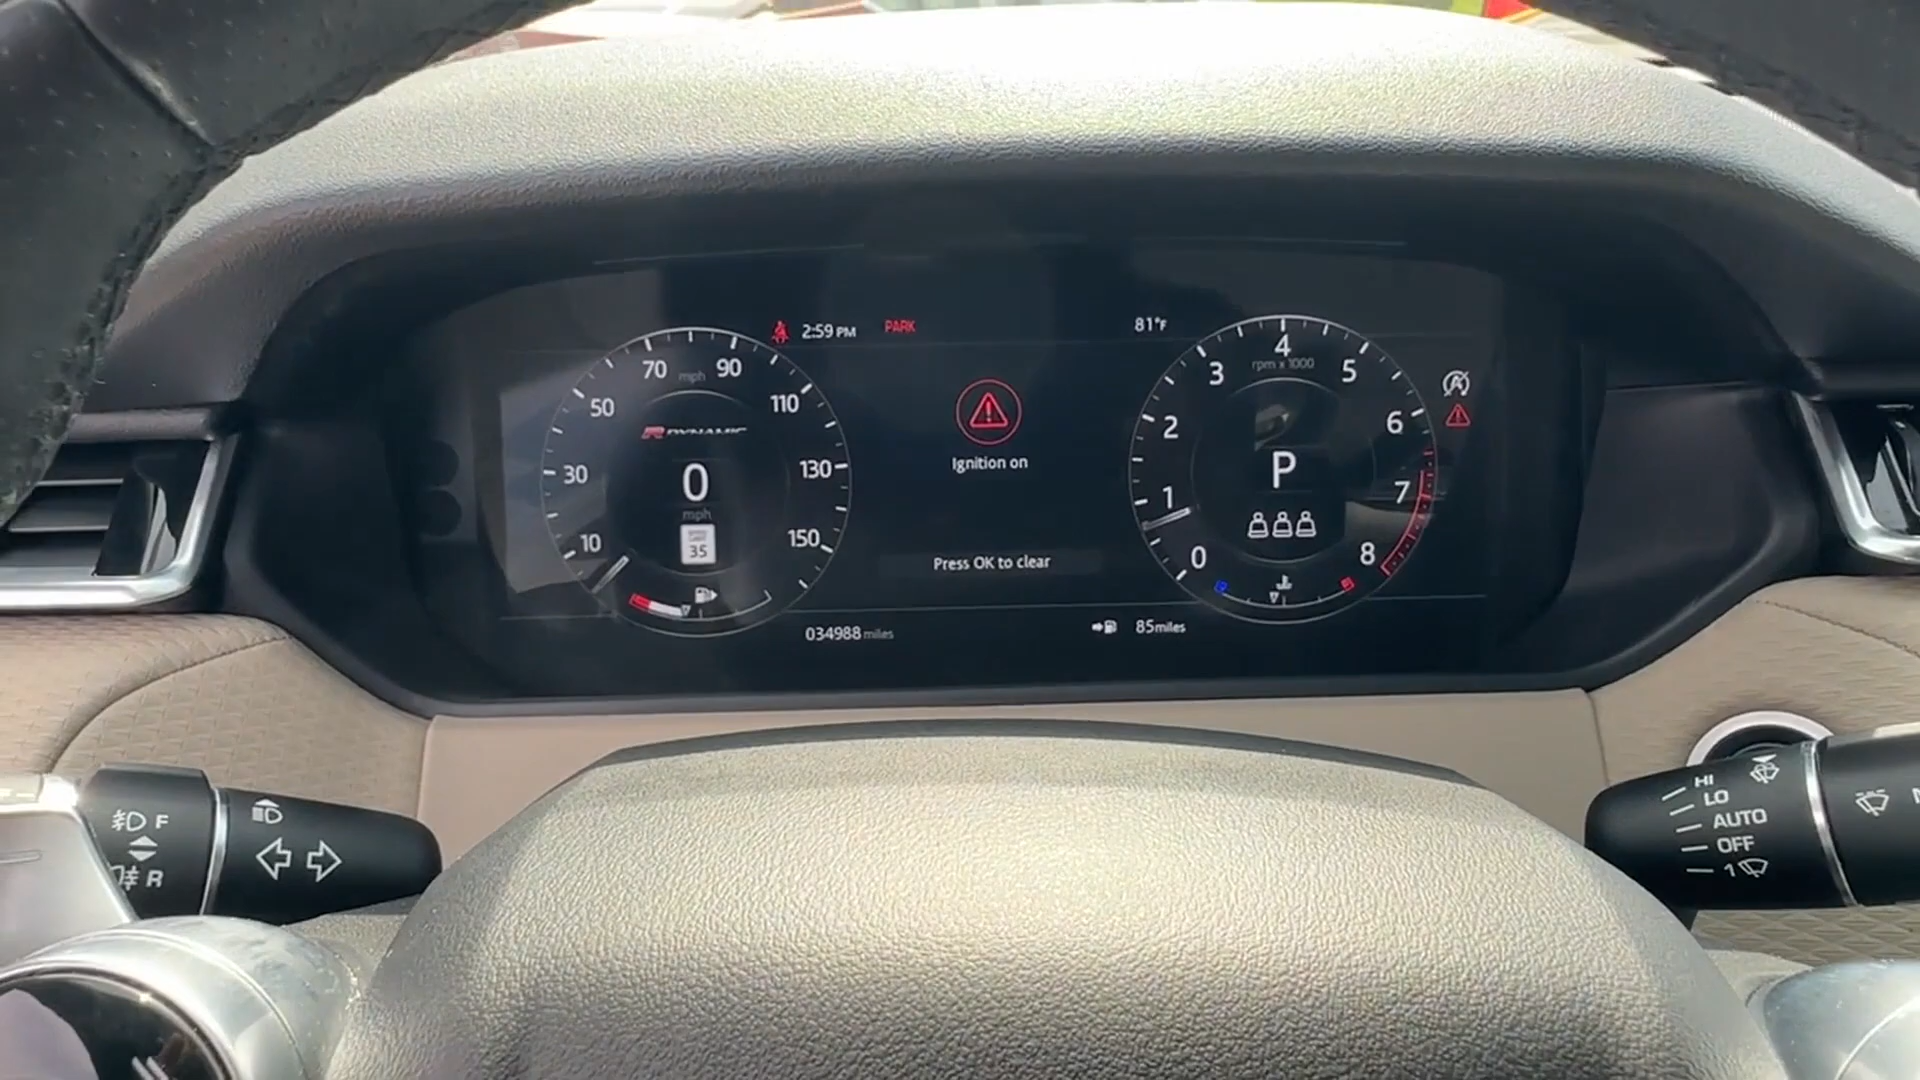 2:59 PM
PARK
81°F
70
mph
90
50
110
R-DYNAMIC
30
0
130
mph
10
35
150
034988 miles
Ignition on
Press OK to clear
4
rpm x 1000
3
5
2
6
P
1
7
0
8
85miles
F
R
HI
LO
AUTO
OFF
1